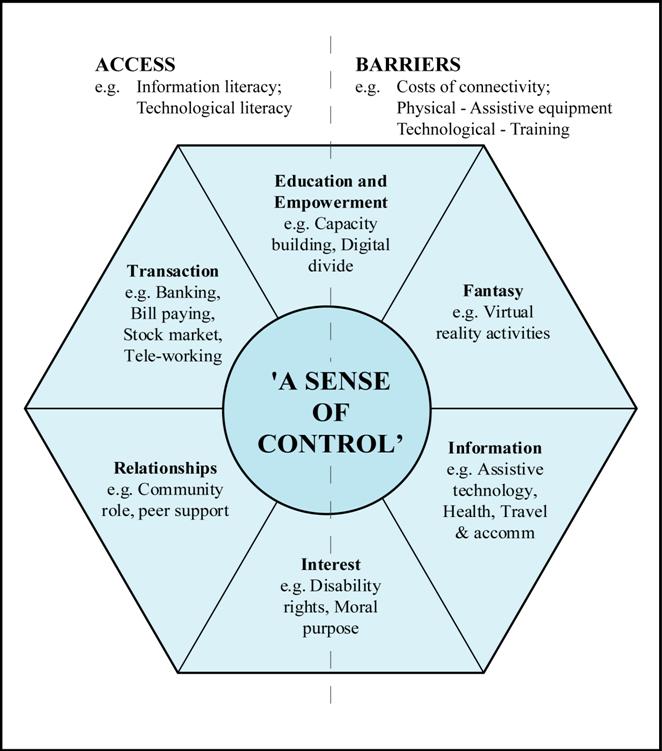 ACCESS
e.g. Information literacy;
Technological literacy
BARRIERS
e.g. Costs of connectivity;
Physical - Assistive equipment
Technological - Training
Education and
Empowerment
e.g. Capacity
building, Digital
divide
Transaction
e.g. Banking,
Bill paying,
Stock market,
Tele-working
Fantasy
e.g. Virtual
reality activities
'A SENSE
OF
CONTROL’
Relationships
e.g. Community
role, peer support
Information
e.g. Assistive
technology,
Health, Travel
& accomm
Interest
e.g. Disability
rights, Moral
purpose